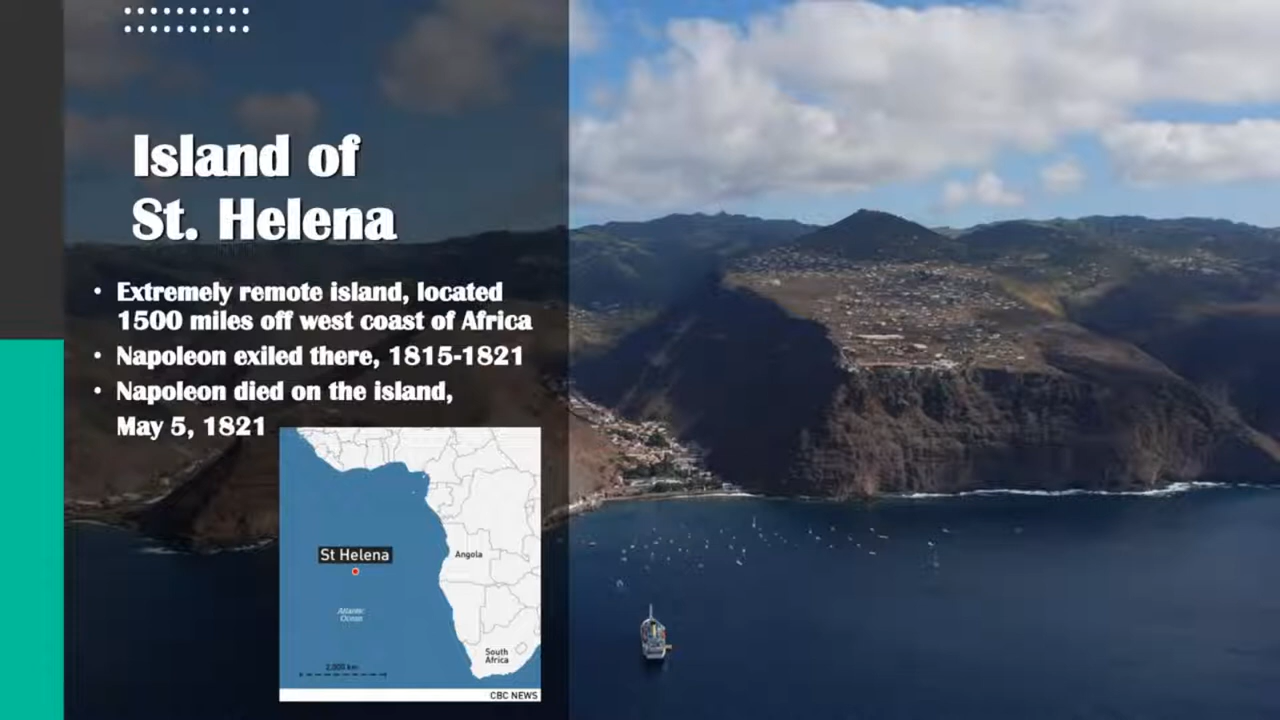 Island of
St. Helena
• Extremely remote island, located
1500 miles off west coast of Africa
• Napoleon exiled there, 1815-1821
• Napoleon died on the island,
May 5, 1821
St Helena
Angola
Atlantic
Ocean
South
Africa
2,000 km
CBC NEWS